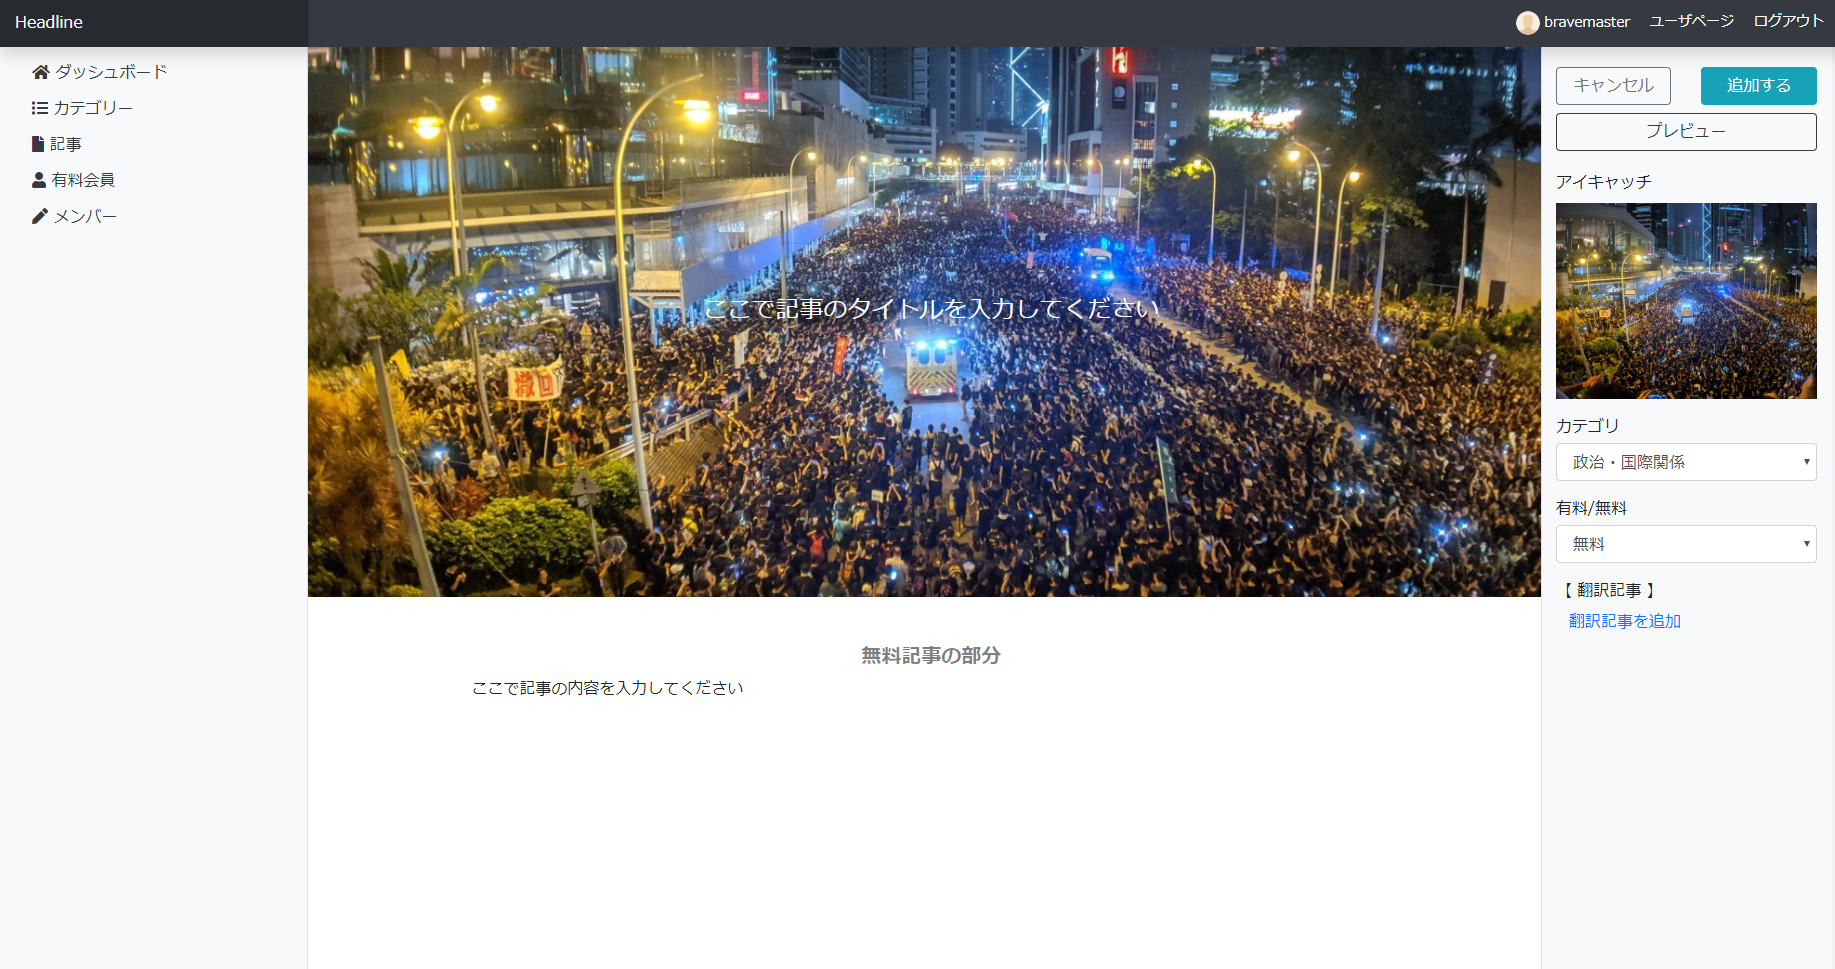 Headline
bravemaster ユーザページ ログアウト
ダッシュボード
カテゴリー
記事
有料会員
メンバー
ここで記事のタイトルを入力してください
撤回
無料記事の部分
ここで記事の内容を入力してください
キャンセル 追加する
プレビュー
アイキャッチ
カテゴリ
政治・国際関係
有料/無料
無料
【 翻訳記事 】
翻訳記事を追加